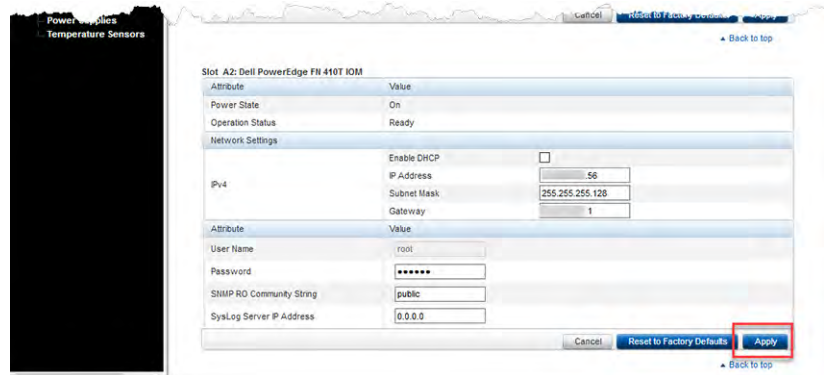 Power Supplies
Temperature Sensors
Cancel Reset to Factory Defaults Apply
Back to top
Slot A2: Dell PowerEdge FN 410T IOM
Attribute Value
Power State On
Operation Status Ready
Network Settings
IPv4
Enable DHCP
IP Address .56
Subnet Mask 255.255.255.128
Gateway 1
Attribute Value
User Name root
Password ••••••
SNMP RO Community String public
SysLog Server IP Address 0.0.0.0
Cancel Reset to Factory Defaults Apply
Back to top